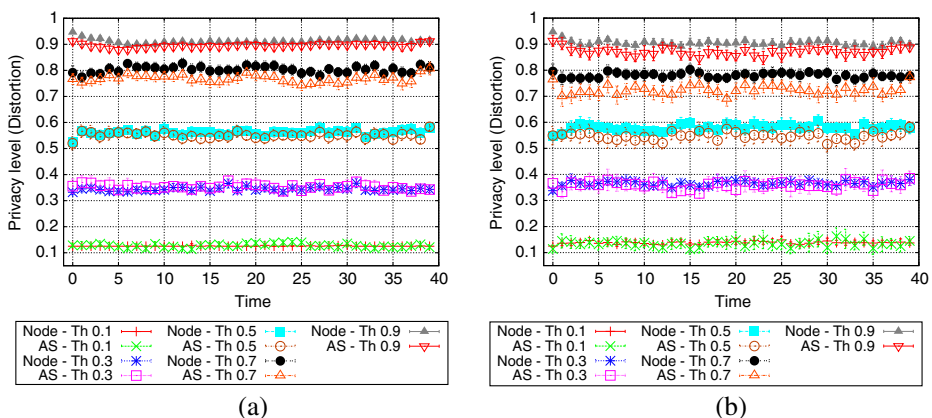 1
0.9
0.8
0.7
0.6
0.5
0.4
0.3
0.2
0.1
Privacy level (Distortion)
0 5 10 15 20 25 30 35 40
Time
Node - Th 0.1 Node - Th 0.5 Node - Th 0.9
AS - Th 0.1 AS - Th 0.5 AS - Th 0.9
Node - Th 0.3 Node - Th 0.7
AS - Th 0.3 AS - Th 0.7
(a)
1
0.9
0.8
0.7
0.6
0.5
0.4
0.3
0.2
0.1
Privacy level (Distortion)
0 5 10 15 20 25 30 35 40
Time
Node - Th 0.1 Node - Th 0.5 Node - Th 0.9
AS - Th 0.1 AS - Th 0.5 AS - Th 0.9
Node - Th 0.3 Node - Th 0.7
AS - Th 0.3 AS - Th 0.7
(b)